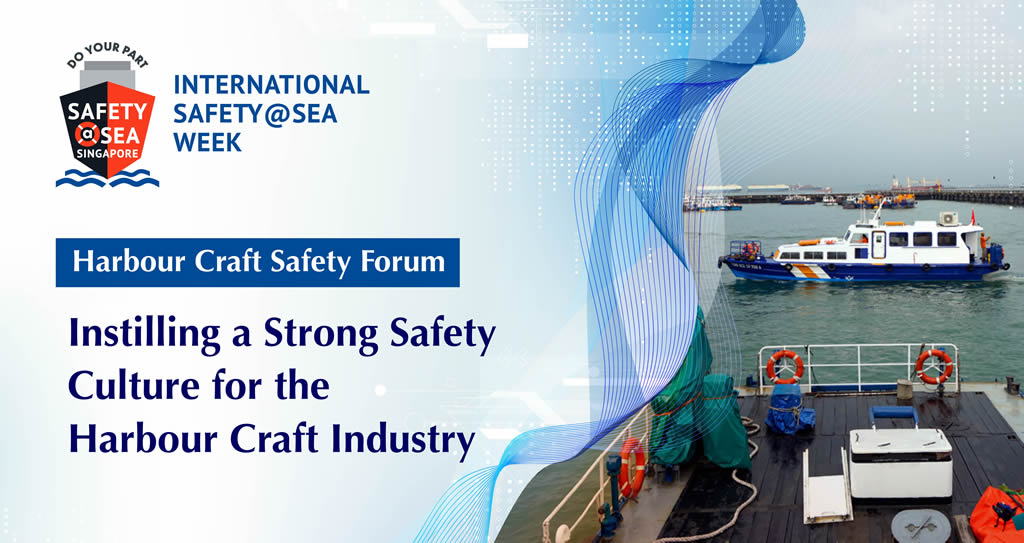 DO YOUR PART
SAFETY
@SEA
SINGAPORE
INTERNATIONAL
SAFETY@SEA
WEEK
Harbour Craft Safety Forum
Instilling a Strong Safety
Culture for the
Harbour Craft Industry